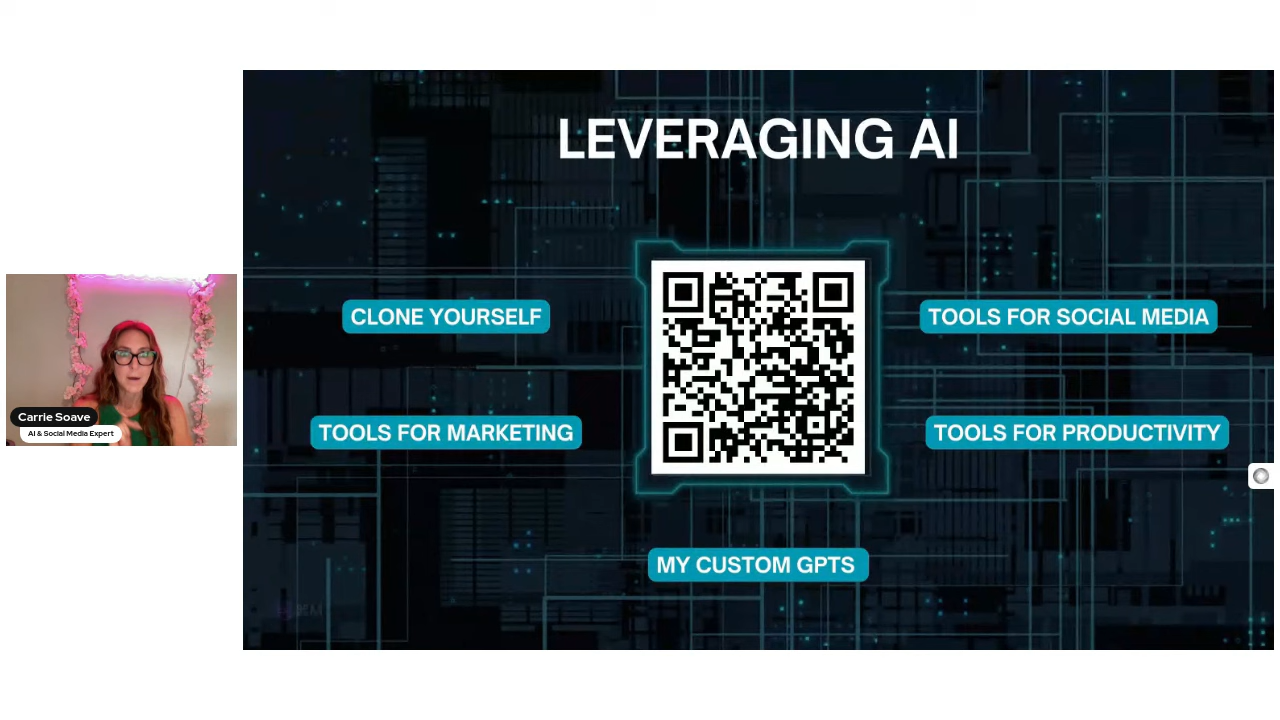 LEVERAGING AI
CLONE YOURSELF
TOOLS FOR SOCIAL MEDIA
TOOLS FOR MARKETING
TOOLS FOR PRODUCTIVITY
MY CUSTOM GPTS
Carrie Soave
AI & Social Media Expert